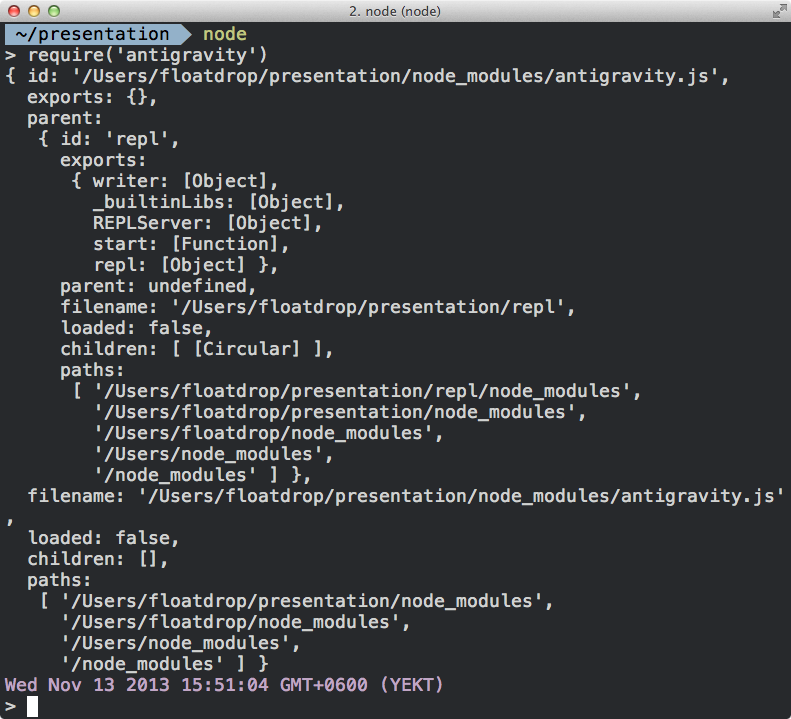 2. node (node)
~/presentation node
> require('antigravity')
{ id: '/Users/floatdrop/presentation/node_modules/antigravity.js',
  exports: {},
  parent:
   { id: 'repl',
     exports:
      { writer: [Object],
        _builtinLibs: [Object],
        REPLServer: [Object],
        start: [Function],
        repl: [Object] },
     parent: undefined,
     filename: '/Users/floatdrop/presentation/repl',
     loaded: false,
     children: [ [Circular] ],
     paths:
      [ '/Users/floatdrop/presentation/repl/node_modules',
        '/Users/floatdrop/presentation/node_modules',
        '/Users/floatdrop/node_modules',
        '/Users/node_modules',
        '/node_modules' ] },
  filename: '/Users/floatdrop/presentation/node_modules/antigravity.js'
,
  loaded: false,
  children: [],
  paths:
   [ '/Users/floatdrop/presentation/node_modules',
     '/Users/floatdrop/node_modules',
     '/Users/node_modules',
     '/node_modules' ] }
Wed Nov 13 2013 15:51:04 GMT+0600 (YEKT)
>